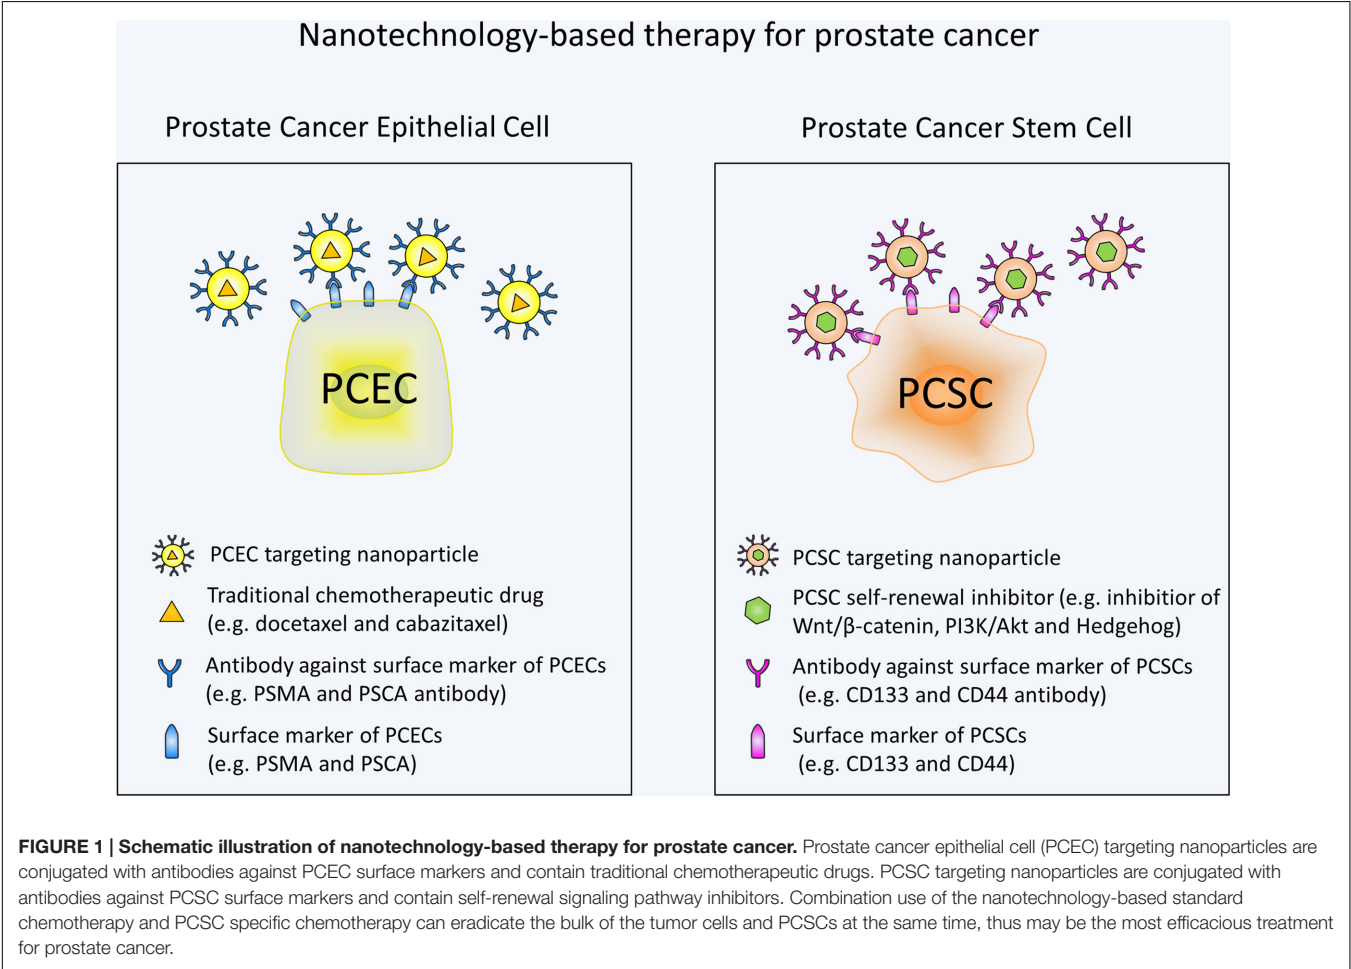 Nanotechnology-based therapy for prostate cancer
Prostate Cancer Epithelial Cell
PCEC
PCEC targeting nanoparticle
Traditional chemotherapeutic drug
(e.g. docetaxel and cabazitaxel)
Antibody against surface marker of PCECs
(e.g. PSMA and PSCA antibody)
Surface marker of PCECs
(e.g. PSMA and PSCA)
Prostate Cancer Stem Cell
PCSC
PCSC targeting nanoparticle
PCSC self-renewal inhibitor (e.g. inhibitior of
Wnt/β-catenin, PI3K/Akt and Hedgehog)
Antibody against surface marker of PCSCs
(e.g. CD133 and CD44 antibody)
Surface marker of PCSCs
(e.g. CD133 and CD44)
FIGURE 1 | Schematic illustration of nanotechnology-based therapy for prostate cancer. Prostate cancer epithelial cell (PCEC) targeting nanoparticles are
conjugated with antibodies against PCEC surface markers and contain traditional chemotherapeutic drugs. PCSC targeting nanoparticles are conjugated with
antibodies against PCSC surface markers and contain self-renewal signaling pathway inhibitors. Combination use of the nanotechnology-based standard
chemotherapy and PCSC specific chemotherapy can eradicate the bulk of the tumor cells and PCSCs at the same time, thus may be the most efficacious treatment
for prostate cancer.